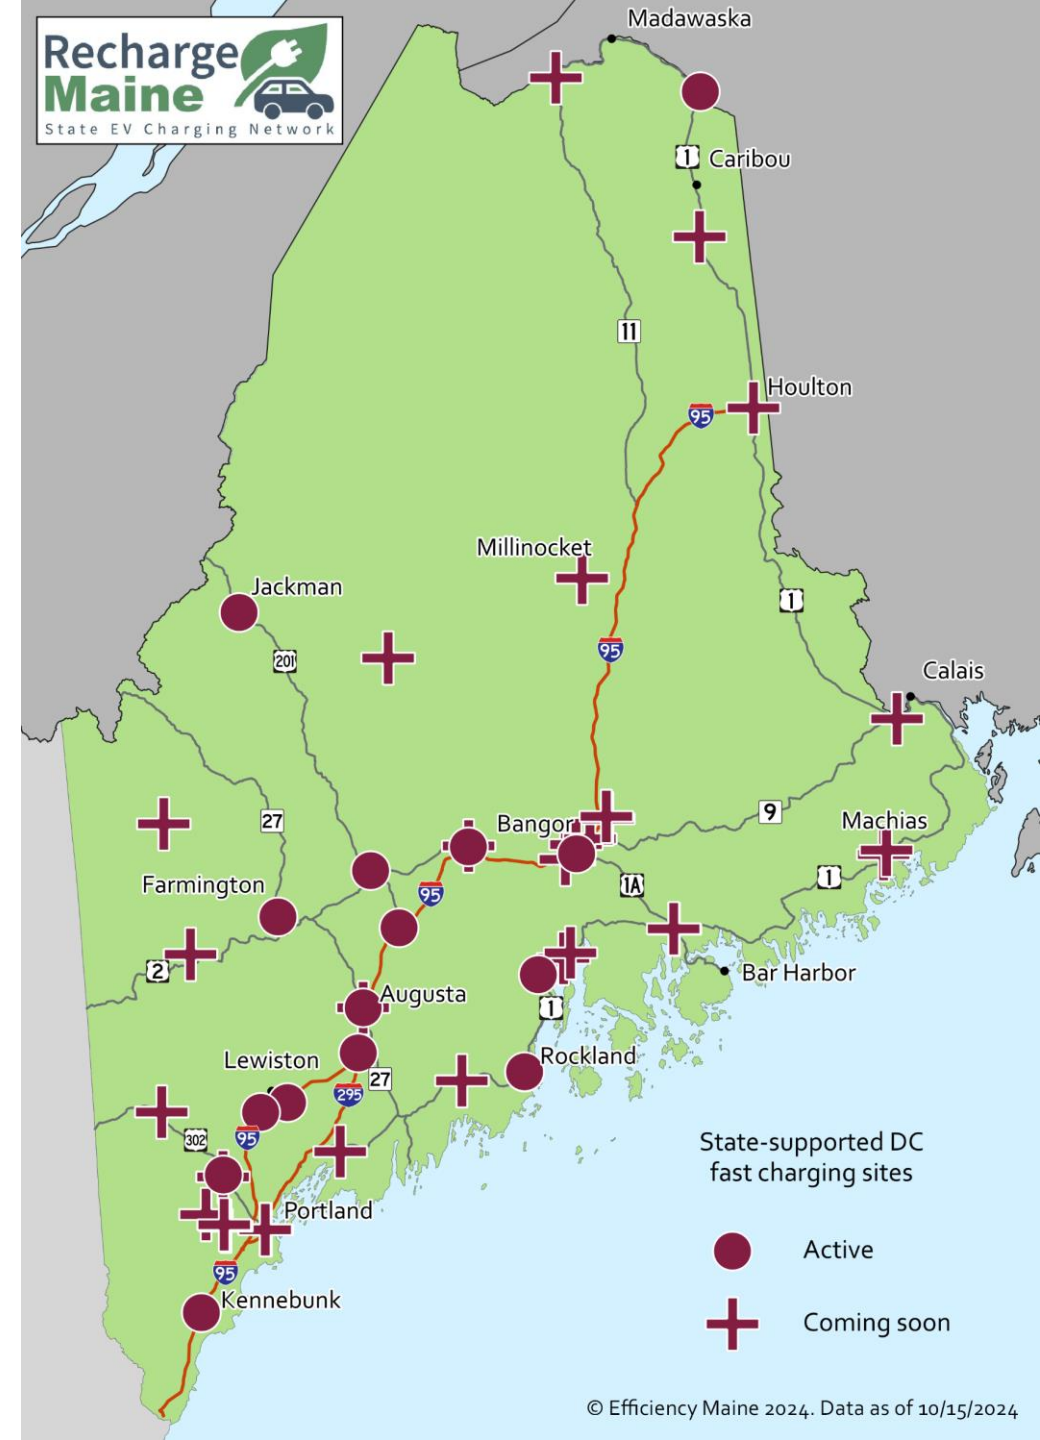 Recharge
Maine
State EV Charging Network
Madawaska
1
Caribou
11
Houlton
95
Millinocket
Jackman
1
95
201
Calais
27
Bangor
9
Machias
Farmington
95
1A
1
2
Bar Harbor
Augusta
1
Lewiston
Rockland
27
295
302
95
State-supported DC
fast charging sites
Portland
Active
95
Kennebunk
Coming soon
© Efficiency Maine 2024. Data as of 10/15/2024